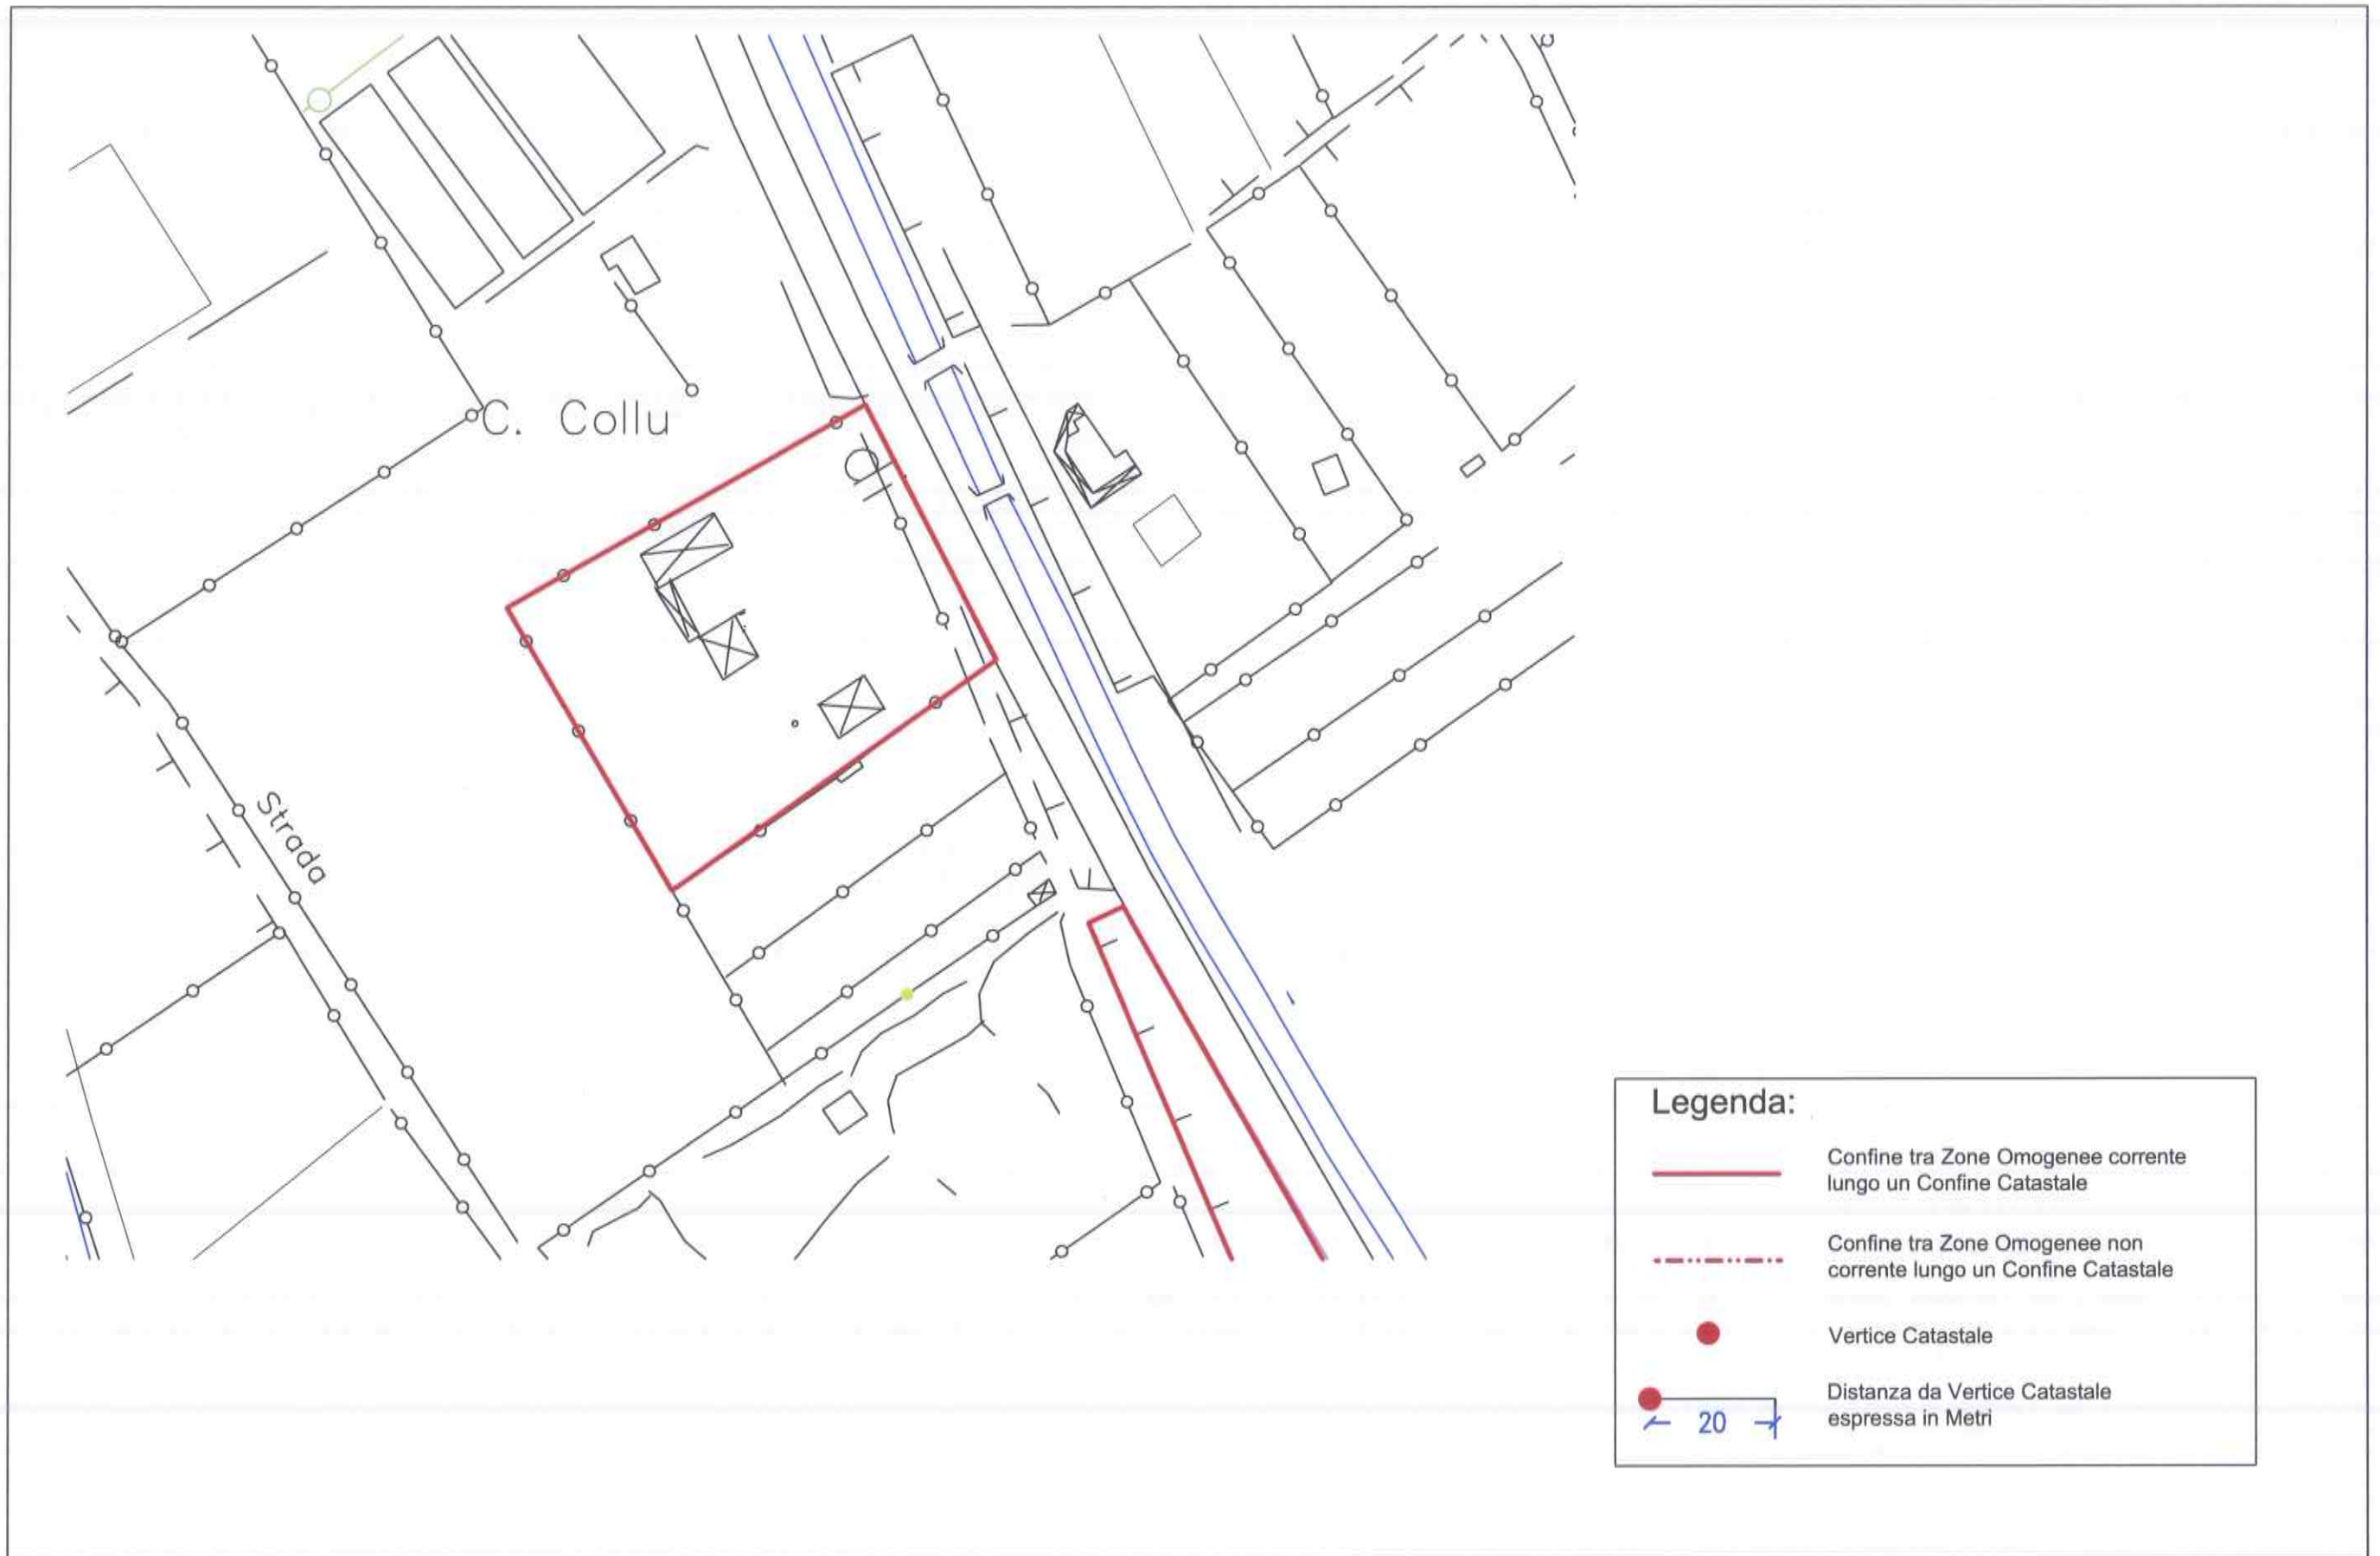 C. Collu
Strada
Legenda:
Confine tra Zone Omogenee corrente
lungo un Confine Catastale
Confine tra Zone Omogenee non
corrente lungo un Confine Catastale
Vertice Catastale
Distanza da Vertice Catastale
espressa in Metri
20